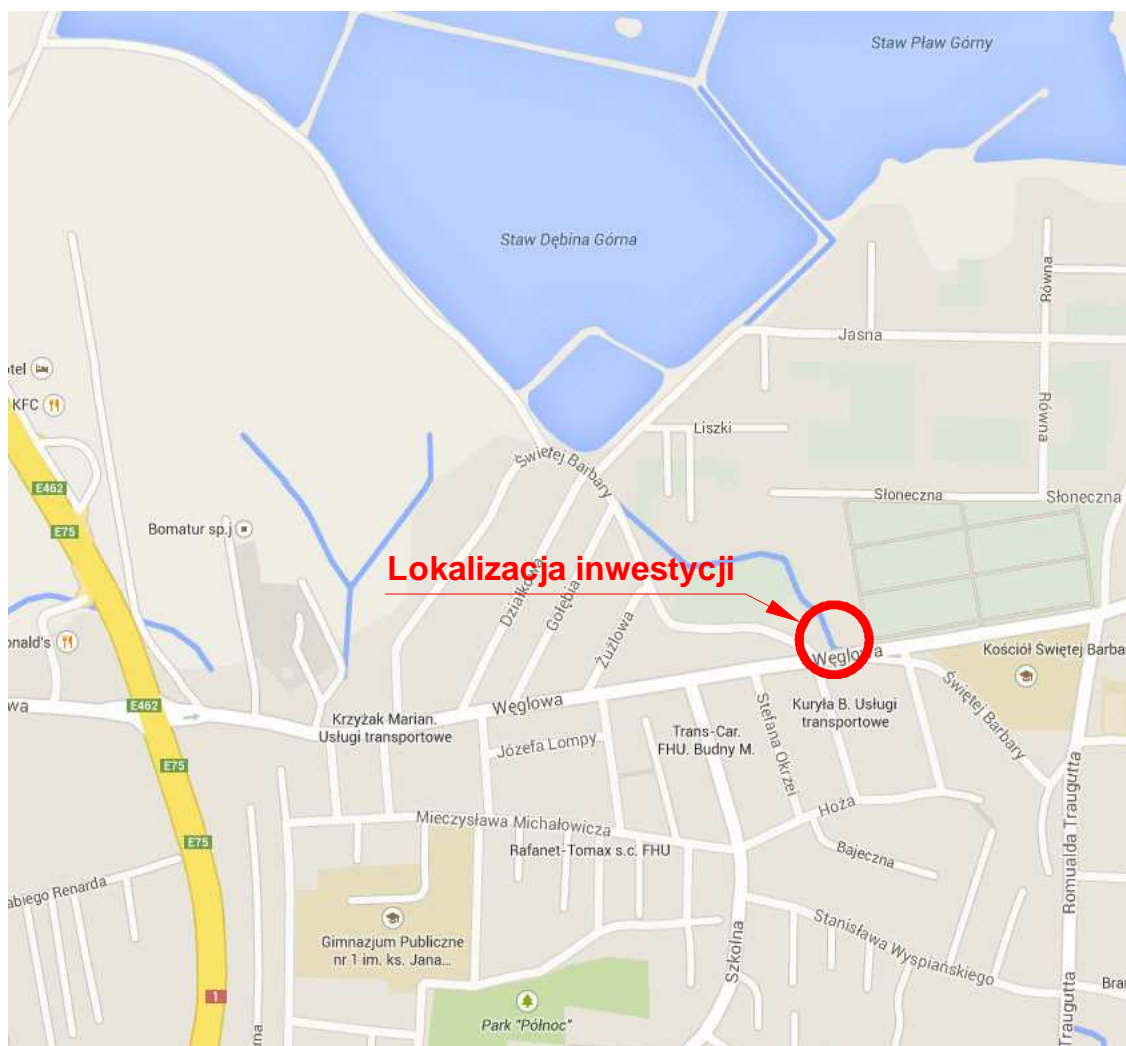 Staw Pław Górny
Staw Dębina Górna
Równa
Jasna
otel
KFC
Równa
Liszki
Świętej Barbary
E462
Słoneczna
Słoneczna
E75
Bomatur sp.j
Lokalizacja inwestycji
Działkowa
Gołębia
Żużlowa
onald's
Węglowa
Kościół Świętej Barba
wa
E462
Węglowa
Krzyżak Marian.
Usługi transportowe
Kuryła B. Usługi
transportowe
Świętej Barbary
Stefana Okrzei
Trans-Car.
FHU. Budny M.
Józefa Lompy
E75
Hoża
Mieczysława Michałowicza
E75
Rafanet-Tomax s.c. FHU
Bajeczna
Romualda Traugutta
abiego Renarda
Gimnazjum Publiczne
nr 1 im. ks. Jana...
Szkolna
Stanisława Wyspiańskiego
1
Park "Północ"
Bra
Traugutta
rna